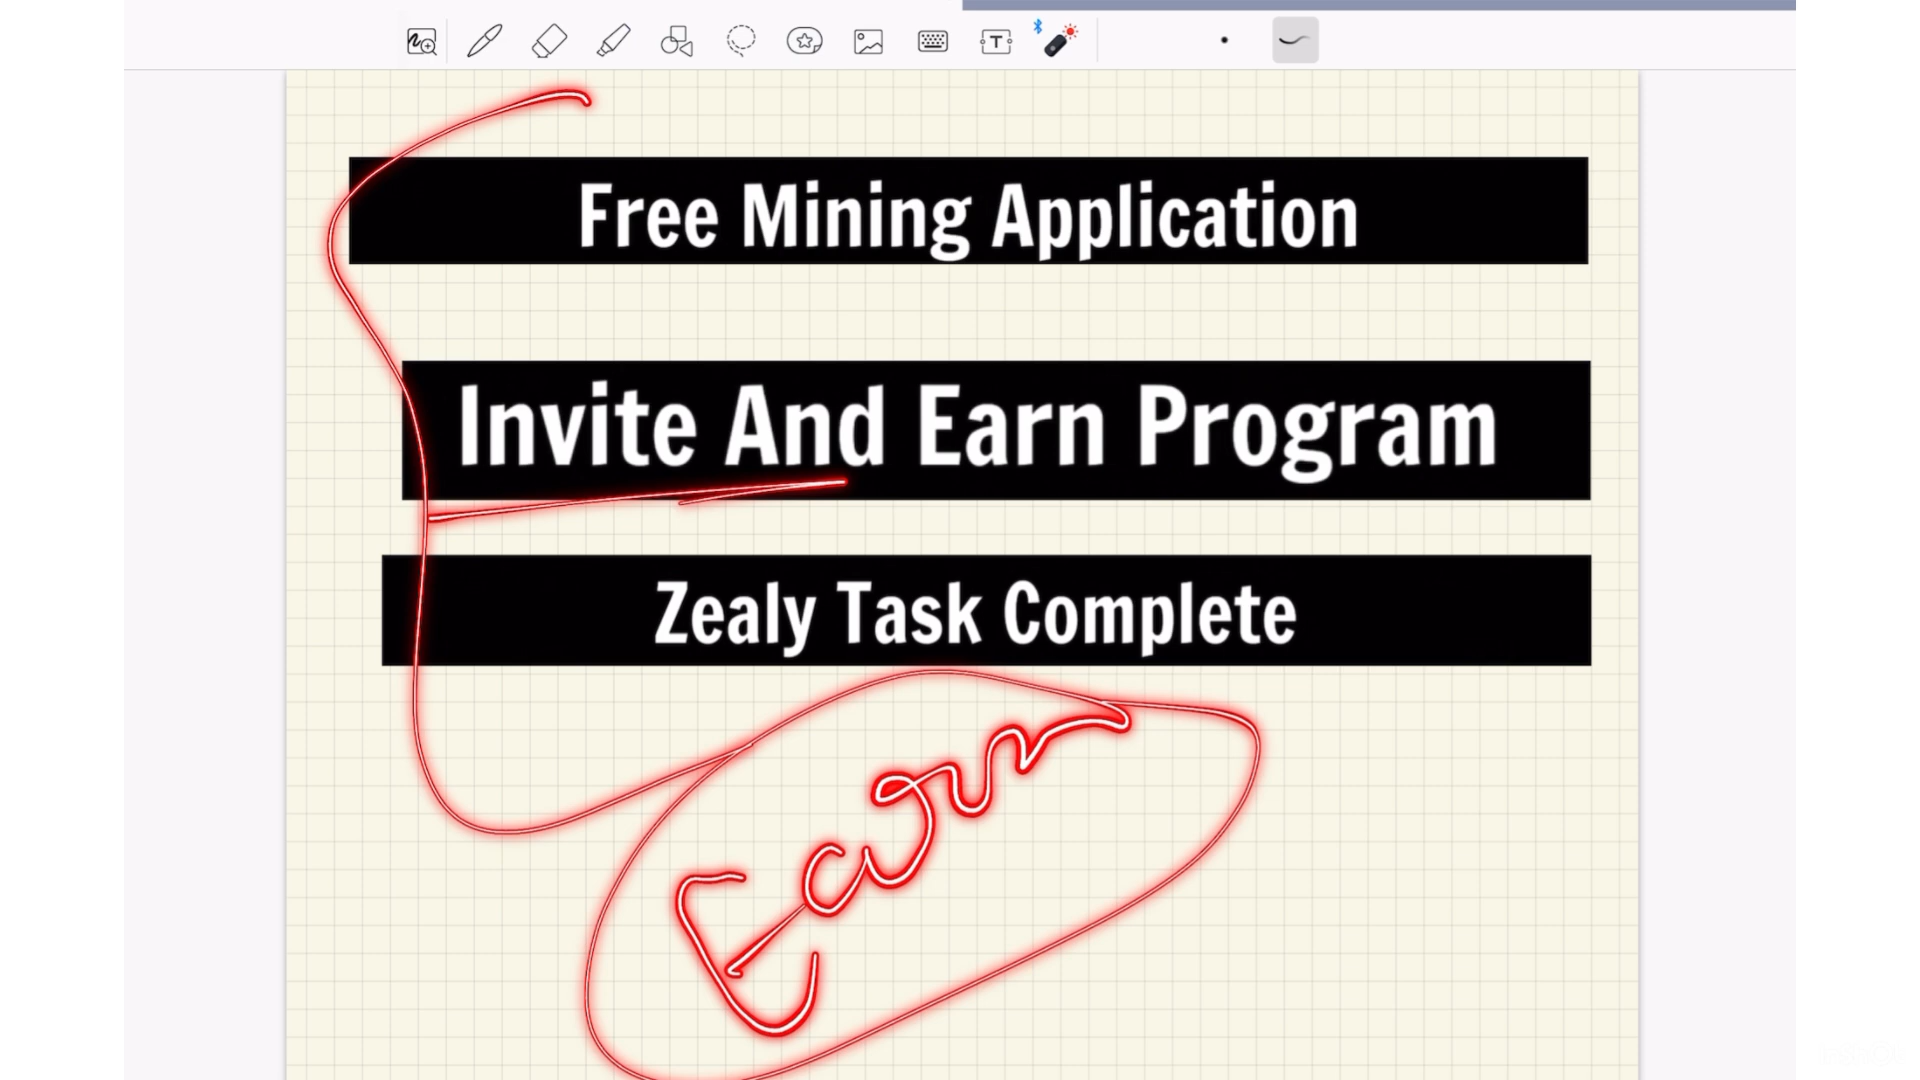 Free Mining Application
Invite And Earn Program
Zealy Task Complete
Earn